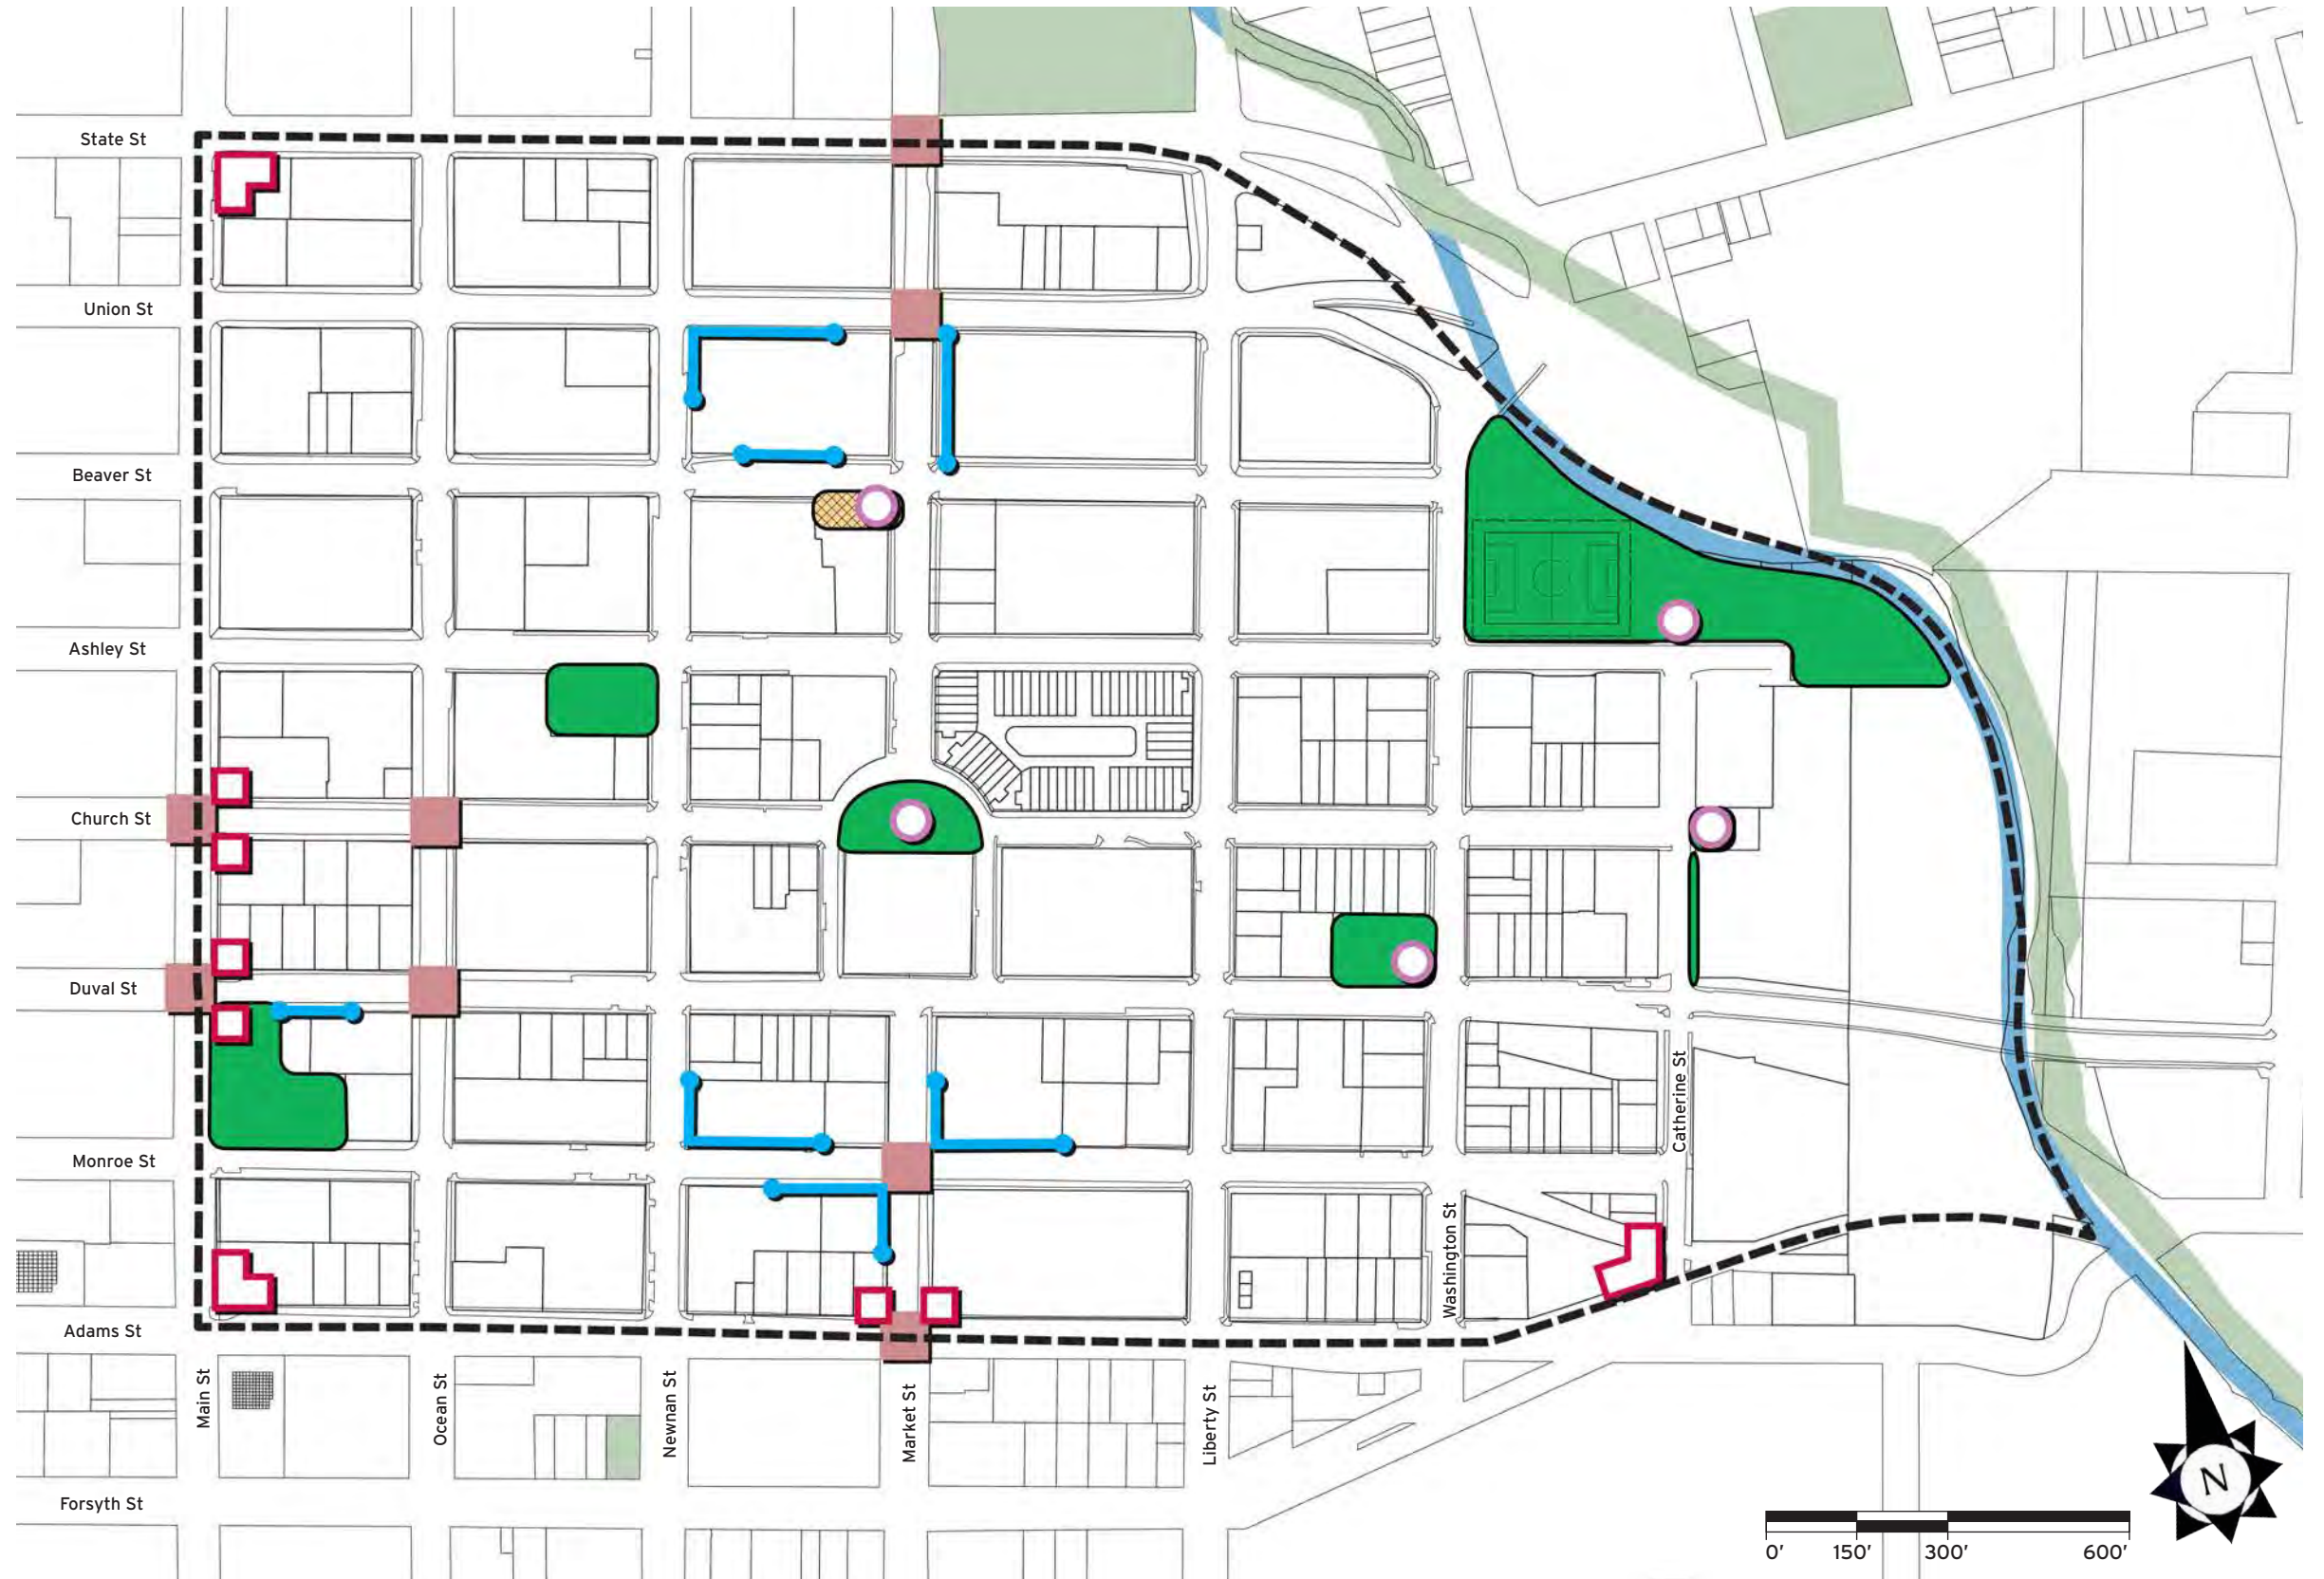 State St
Union St
Beaver St
Ashley St
Church St
Duval St
Monroe St
Adams St
Forsyth St
Main St
Ocean St
Newnan St
Market St
Liberty St
Washington St
Catherine St
N
0' 150' 300' 600'